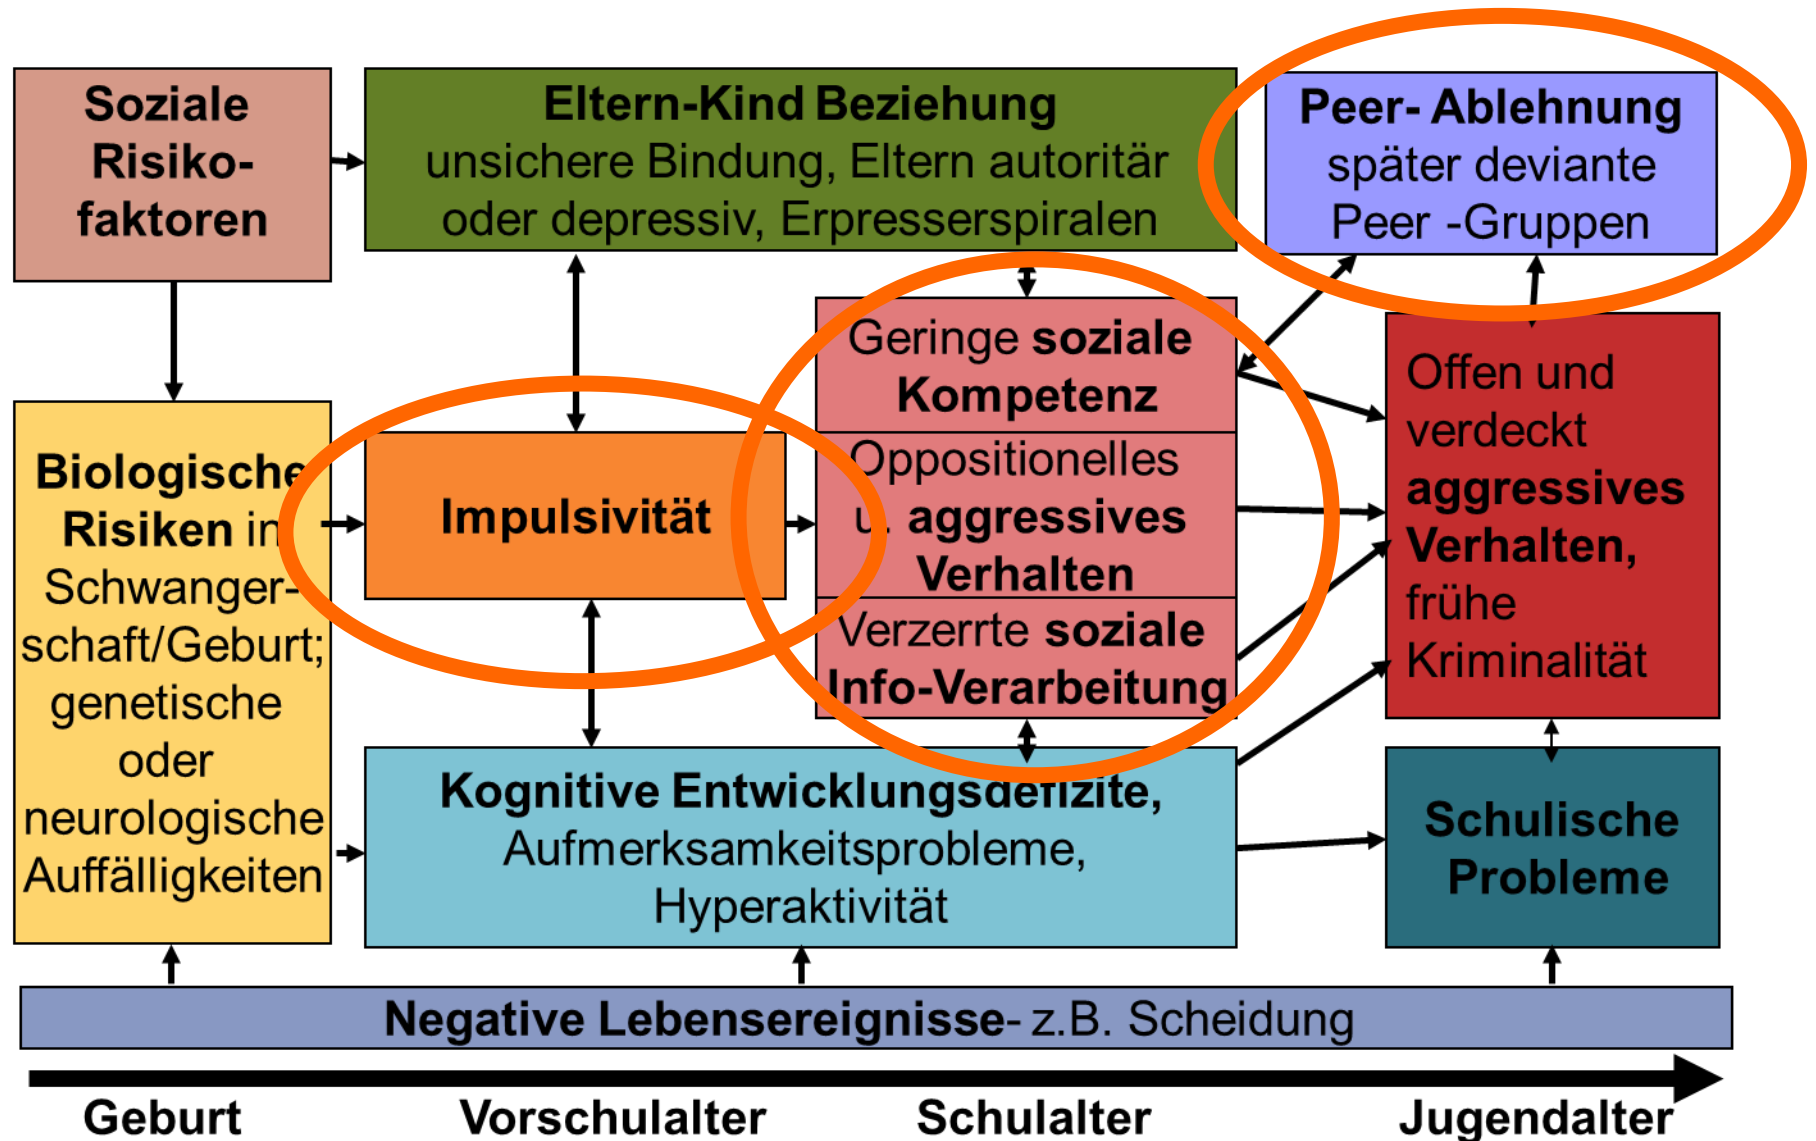 Soziale
Risiko-
faktoren
Eltern-Kind Beziehung
unsichere Bindung, Eltern autoritär
oder depressiv, Erpresserspiralen
Peer- Ablehnung
später deviante
Peer -Gruppen
Biologische
Risiken in
Schwanger-
schaft/Geburt;
genetische
oder
neurologische
Auffälligkeiten
Impulsivität
Geringe soziale
Kompetenz
Oppositionelles
u. aggressives
Verhalten
Verzerrte soziale
Info-Verarbeitung
Offen und
verdeckt
aggressives
Verhalten,
frühe
Kriminalität
Kognitive Entwicklungsdefizite,
Aufmerksamkeitsprobleme,
Hyperaktivität
Schulische
Probleme
Negative Lebensereignisse- z.B. Scheidung
Geburt
Vorschulalter
Schulalter
Jugendalter